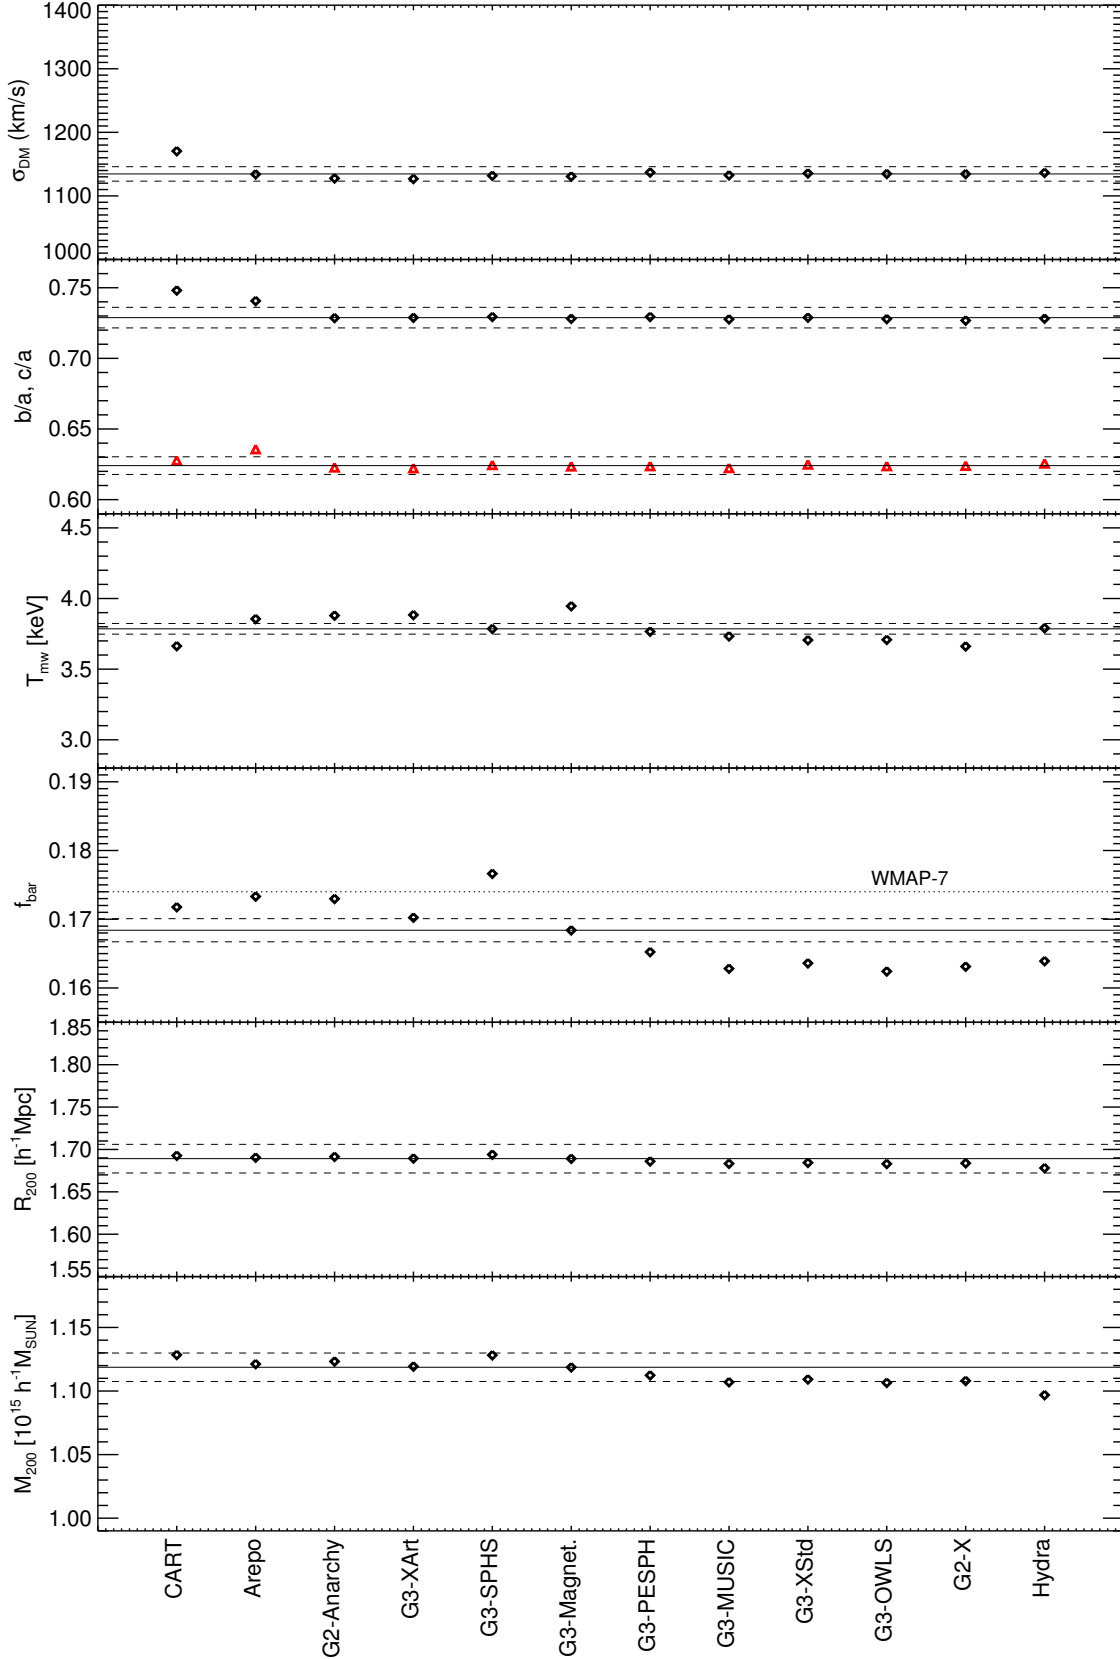 1400
1300
1200
1100
1000
σDM (km/s)
0.75
0.70
0.65
0.60
b/a, c/a
4.5
4.0
3.5
3.0
Tmw [keV]
0.19
0.18
0.17
0.16
fbar
WMAP-7
1.85
1.80
1.75
1.70
1.65
1.60
1.55
R200 [h-1Mpc]
1.15
1.10
1.05
1.00
M200 [1015 h-1MSUN]
CART
Arepo
G2-Anarchy
G3-XArt
G3-SPHS
G3-Magnet.
G3-PESPH
G3-MUSIC
G3-XStd
G3-OWLS
G2-X
Hydra